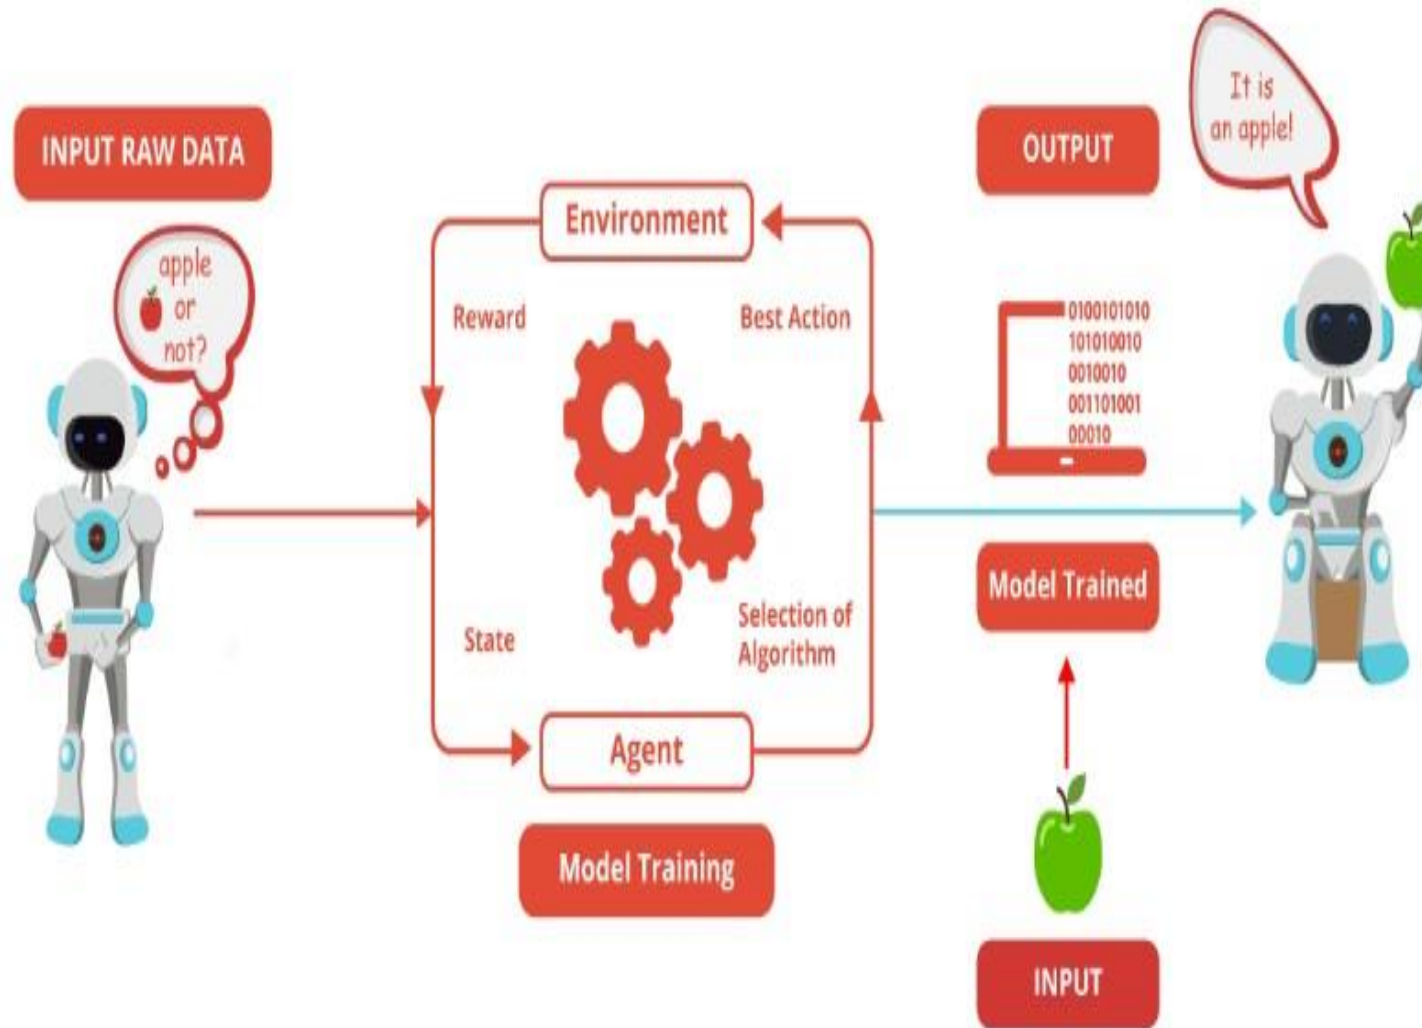 INPUT RAW DATA
apple
or
not?
Environment
Reward
Best Action
State
Selection of
Algorithm
Agent
Model Training
OUTPUT
It is
an apple!
0100101010
101010010
0010010
001101001
00010
Model Trained
INPUT